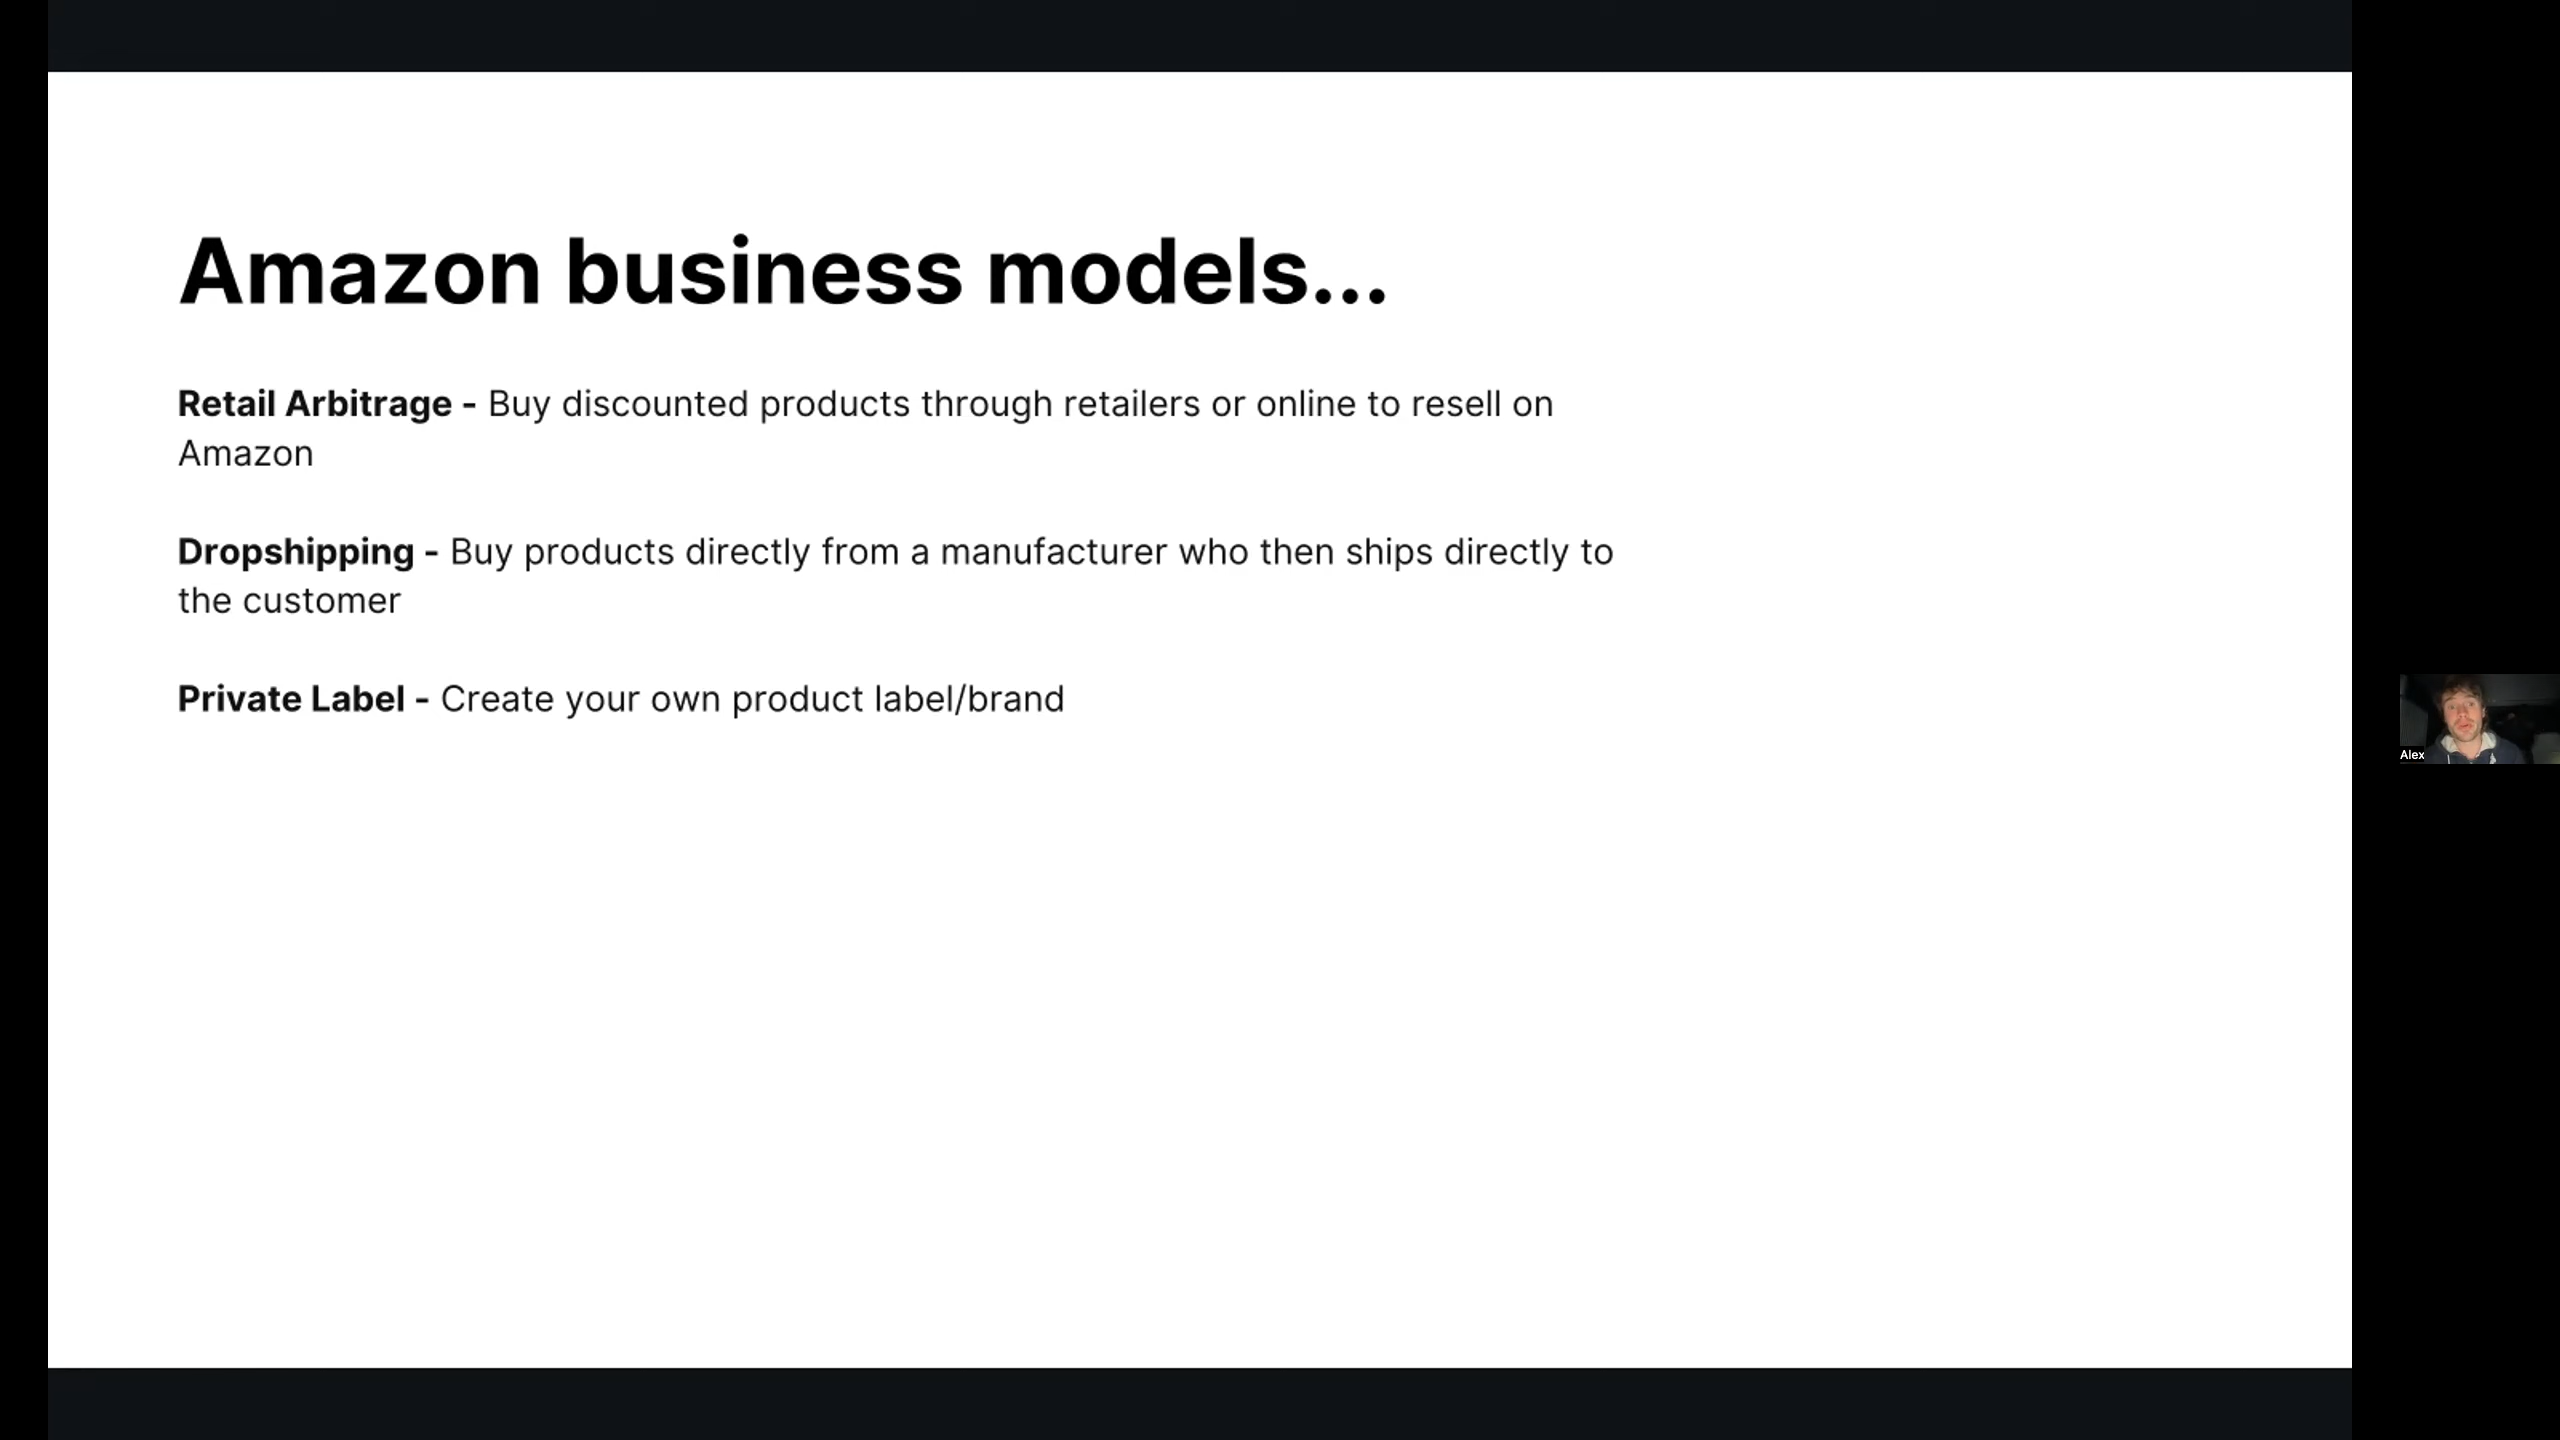 Amazon business models...
Retail Arbitrage - Buy discounted products through retailers or online to resell on
Amazon
Dropshipping - Buy products directly from a manufacturer who then ships directly to
the customer
Private Label - Create your own product label/brand
Alex